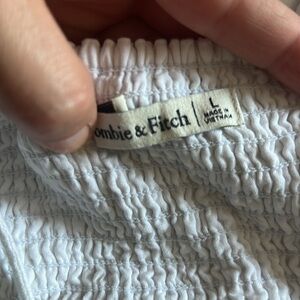 ombie & Fitch
L
MADE IN
VIETNAM